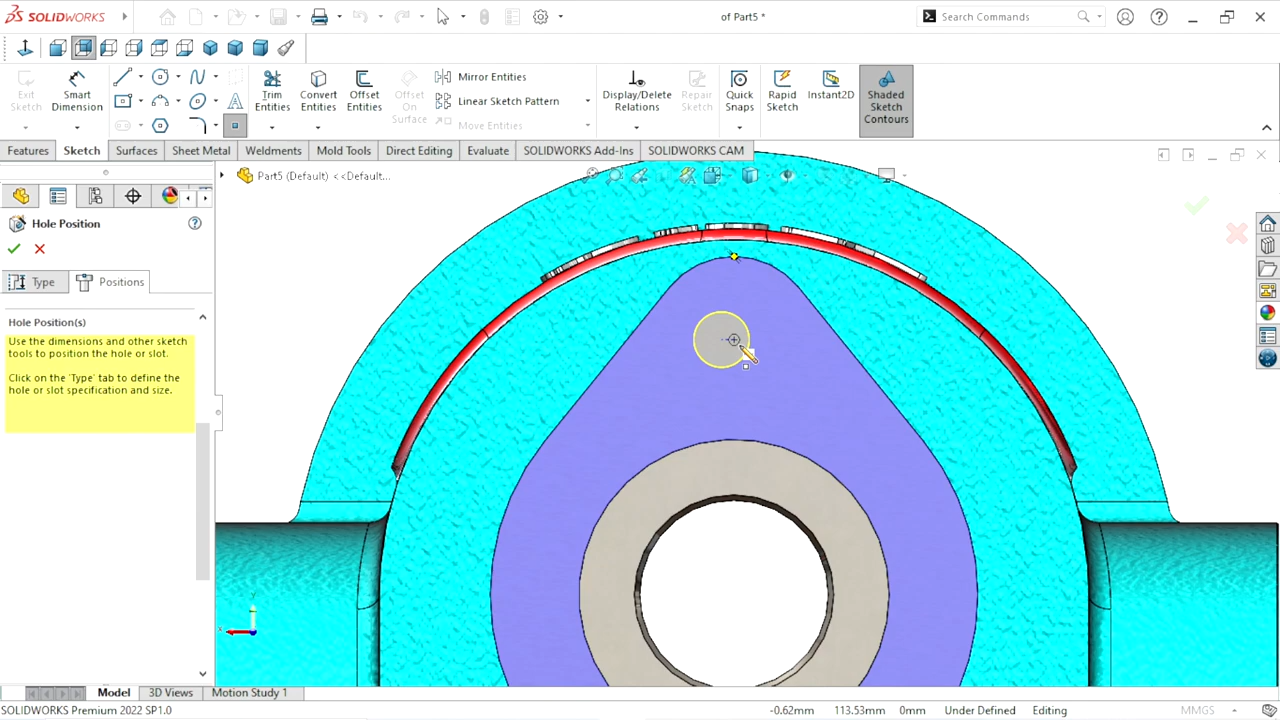 SOLIDWORKS
of Part5 *
Search Commands
Exit Sketch
Smart Dimension
Trim Entities
Convert Entities
Offset Entities
Offset On Surface
Mirror Entities
Linear Sketch Pattern
Move Entities
Display/Delete Relations
Repair Sketch
Quick Snaps
Rapid Sketch
Instant2D
Shaded Sketch Contours
Features
Sketch
Surfaces
Sheet Metal
Weldments
Mold Tools
Direct Editing
Evaluate
SOLIDWORKS Add-Ins
SOLIDWORKS CAM
Part5 (Default) <<Default...
Hole Position
Type
Positions
Hole Position(s)
Use the dimensions and other sketch
tools to position the hole or slot.
Click on the 'Type' tab to define the
hole or slot specification and size.
Y
X
Model
3D Views
Motion Study 1
SOLIDWORKS Premium 2022 SP1.0
-0.62mm
113.53mm
0mm
Under Defined
Editing
MMGS